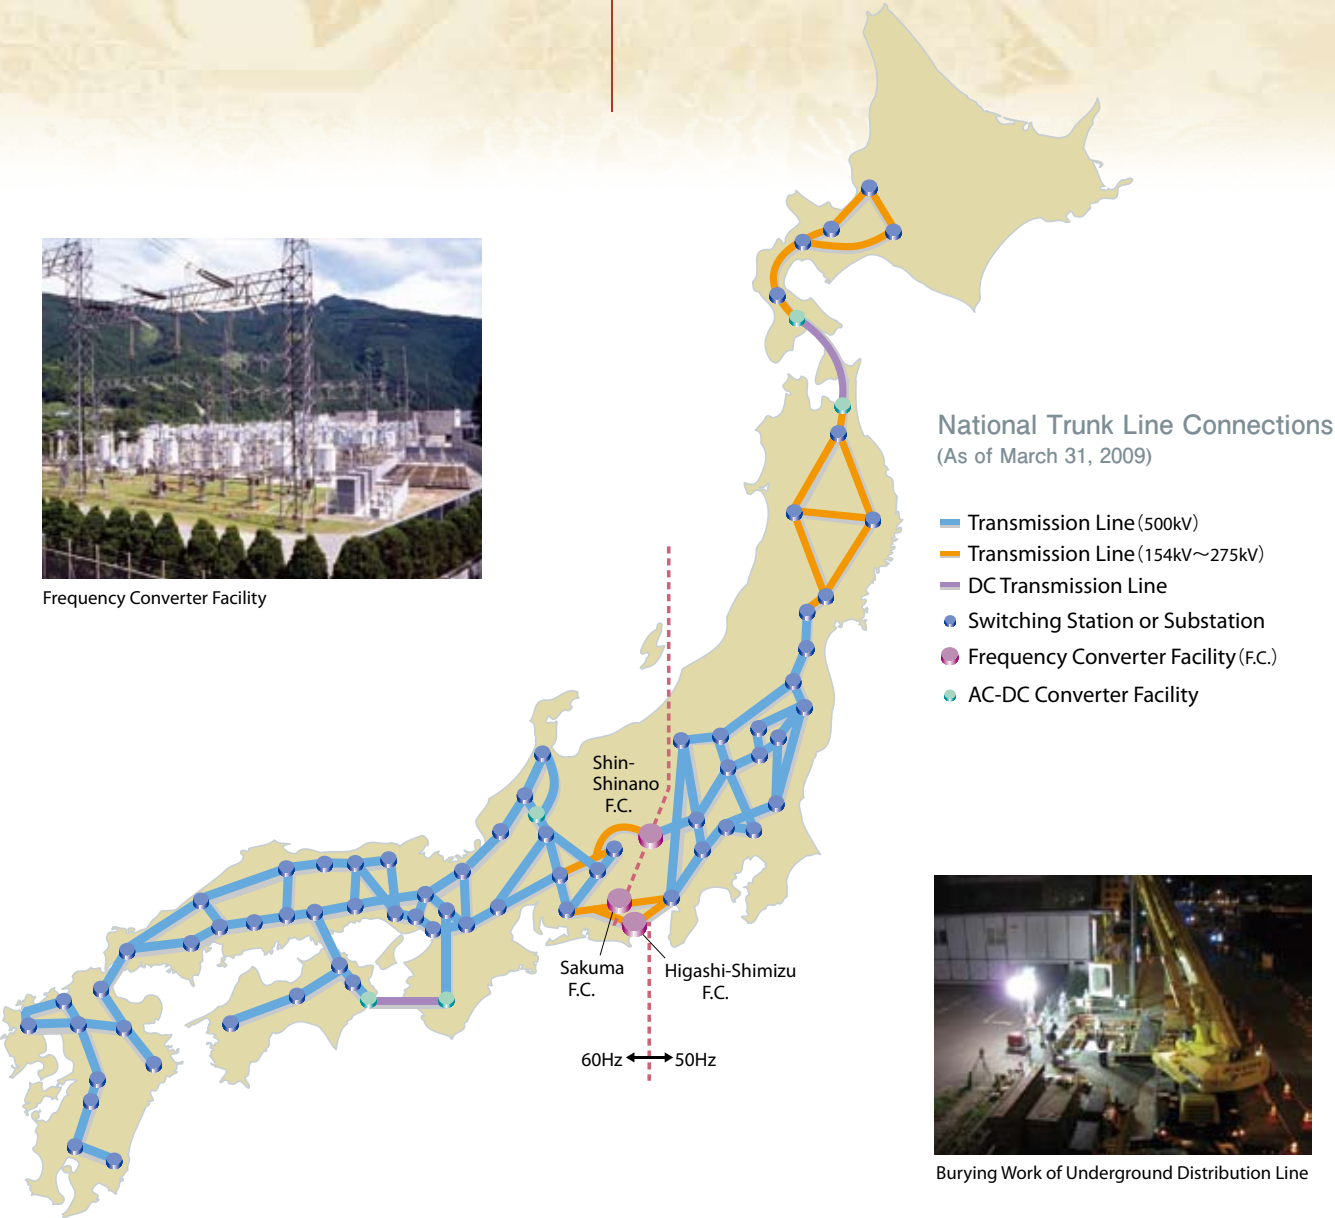 National Trunk Line Connections
(As of March 31, 2009)
Transmission Line(500kV)
Transmission Line(154kV~275kV)
DC Transmission Line
Switching Station or Substation
Frequency Converter Facility(F.C.)
AC-DC Converter Facility
Frequency Converter Facility
Shin-
Shinano
F.C.
Sakuma
F.C.
Higashi-Shimizu
F.C.
60Hz
50Hz
Burying Work of Underground Distribution Line